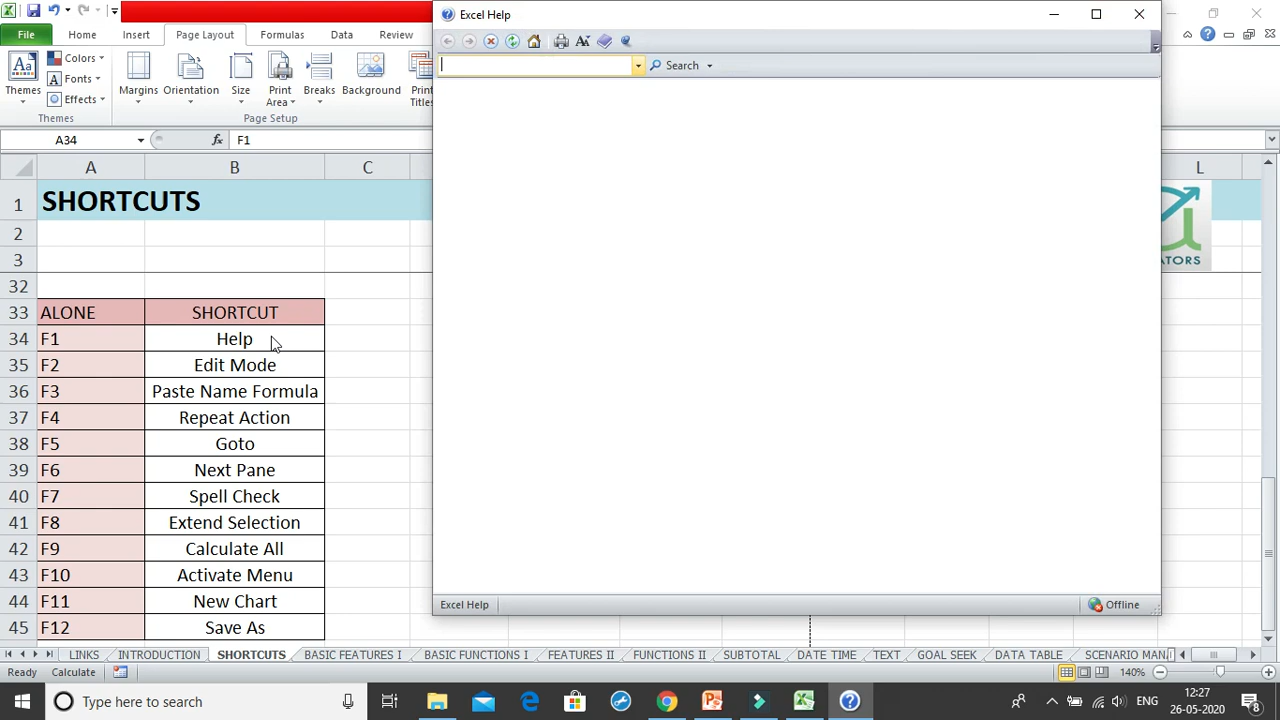 Excel Help
File Home Insert Page Layout Formulas Data Review
Search
Themes
Colors
Fonts
Effects
Margins Orientation Size Print Area Breaks Background Print Titles
Themes Page Setup
A34 fx F1
A B C L
1 SHORTCUTS
ATORS
2
3
32
33 ALONE SHORTCUT
34 F1 Help
35 F2 Edit Mode
36 F3 Paste Name Formula
37 F4 Repeat Action
38 F5 Goto
39 F6 Next Pane
40 F7 Spell Check
41 F8 Extend Selection
42 F9 Calculate All
43 F10 Activate Menu
44 F11 New Chart
45 F12 Save As
Excel Help Offline
LINKS INTRODUCTION SHORTCUTS BASIC FEATURES I BASIC FUNCTIONS I FEATURES II FUNCTIONS II SUBTOTAL DATE TIME TEXT GOAL SEEK DATA TABLE SCENARIO MANA
Ready Calculate 140%
Type here to search ENG 12:27
26-05-2020 8